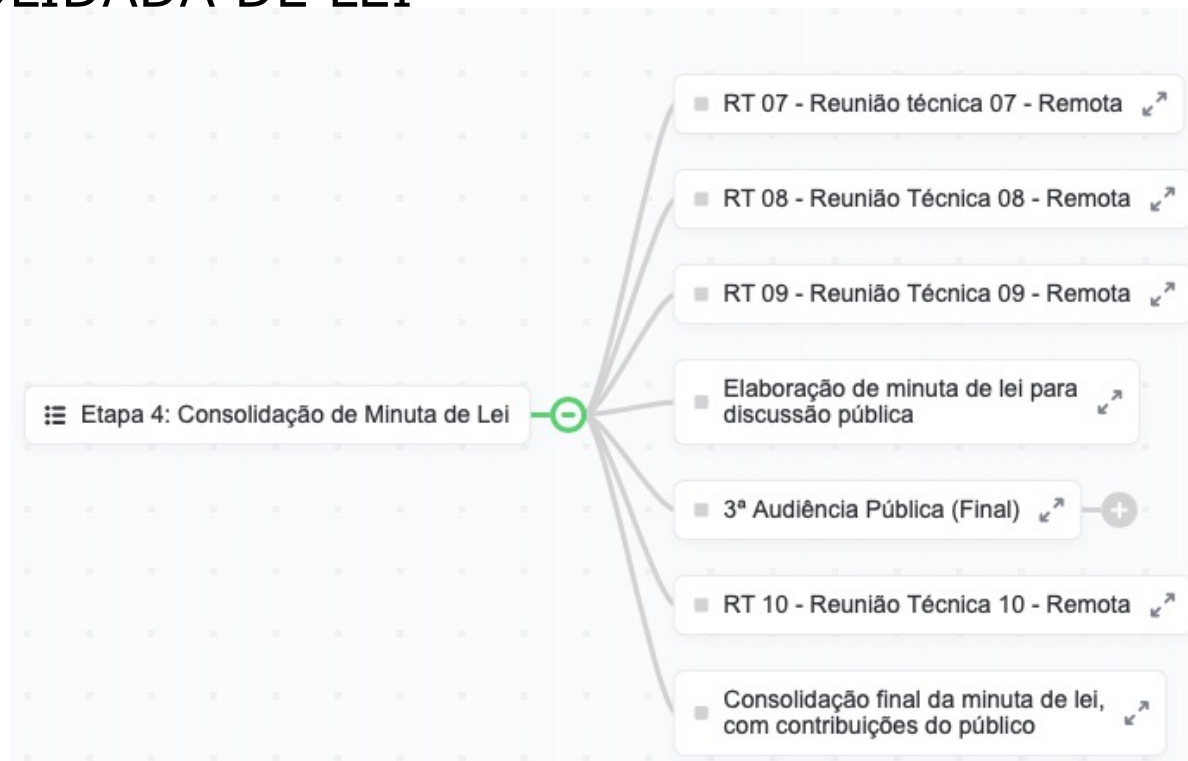 DE LEI
RT 07 - Reunião técnica 07 - Remota
RT 08 - Reunião Técnica 08 - Remota
RT 09 - Reunião Técnica 09 - Remota
Elaboração de minuta de lei para
discussão pública
Etapa 4: Consolidação de Minuta de Lei
3ª Audiência Pública (Final)
RT 10 - Reunião Técnica 10 - Remota
Consolidação final da minuta de lei,
com contribuições do público